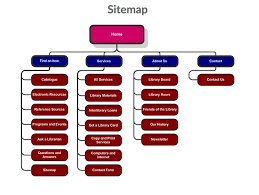 Sitemap
Home
Find an Item
Services
About Us
Contact
Catalogue
All Services
Library Board
Contact Us
Electronic Resources
Library Materials
Library Hours
Reference Sources
Interlibrary Loans
Friends of the Library
Programs and Events
Get a Library Card
Our History
Ask a Librarian
Copy and Print
Services
Newsletter
Questions and
Answers
Computers and
Internet
Sitemap
Contact Form